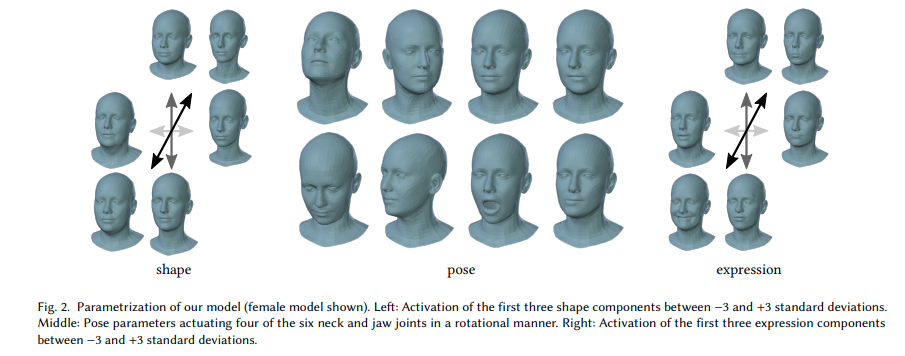 shape
pose
expression
Fig. 2. Parametrization of our model (female model shown). Left: Activation of the first three shape components between −3 and +3 standard deviations.
Middle: Pose parameters actuating four of the six neck and jaw joints in a rotational manner. Right: Activation of the first three expression components
between −3 and +3 standard deviations.